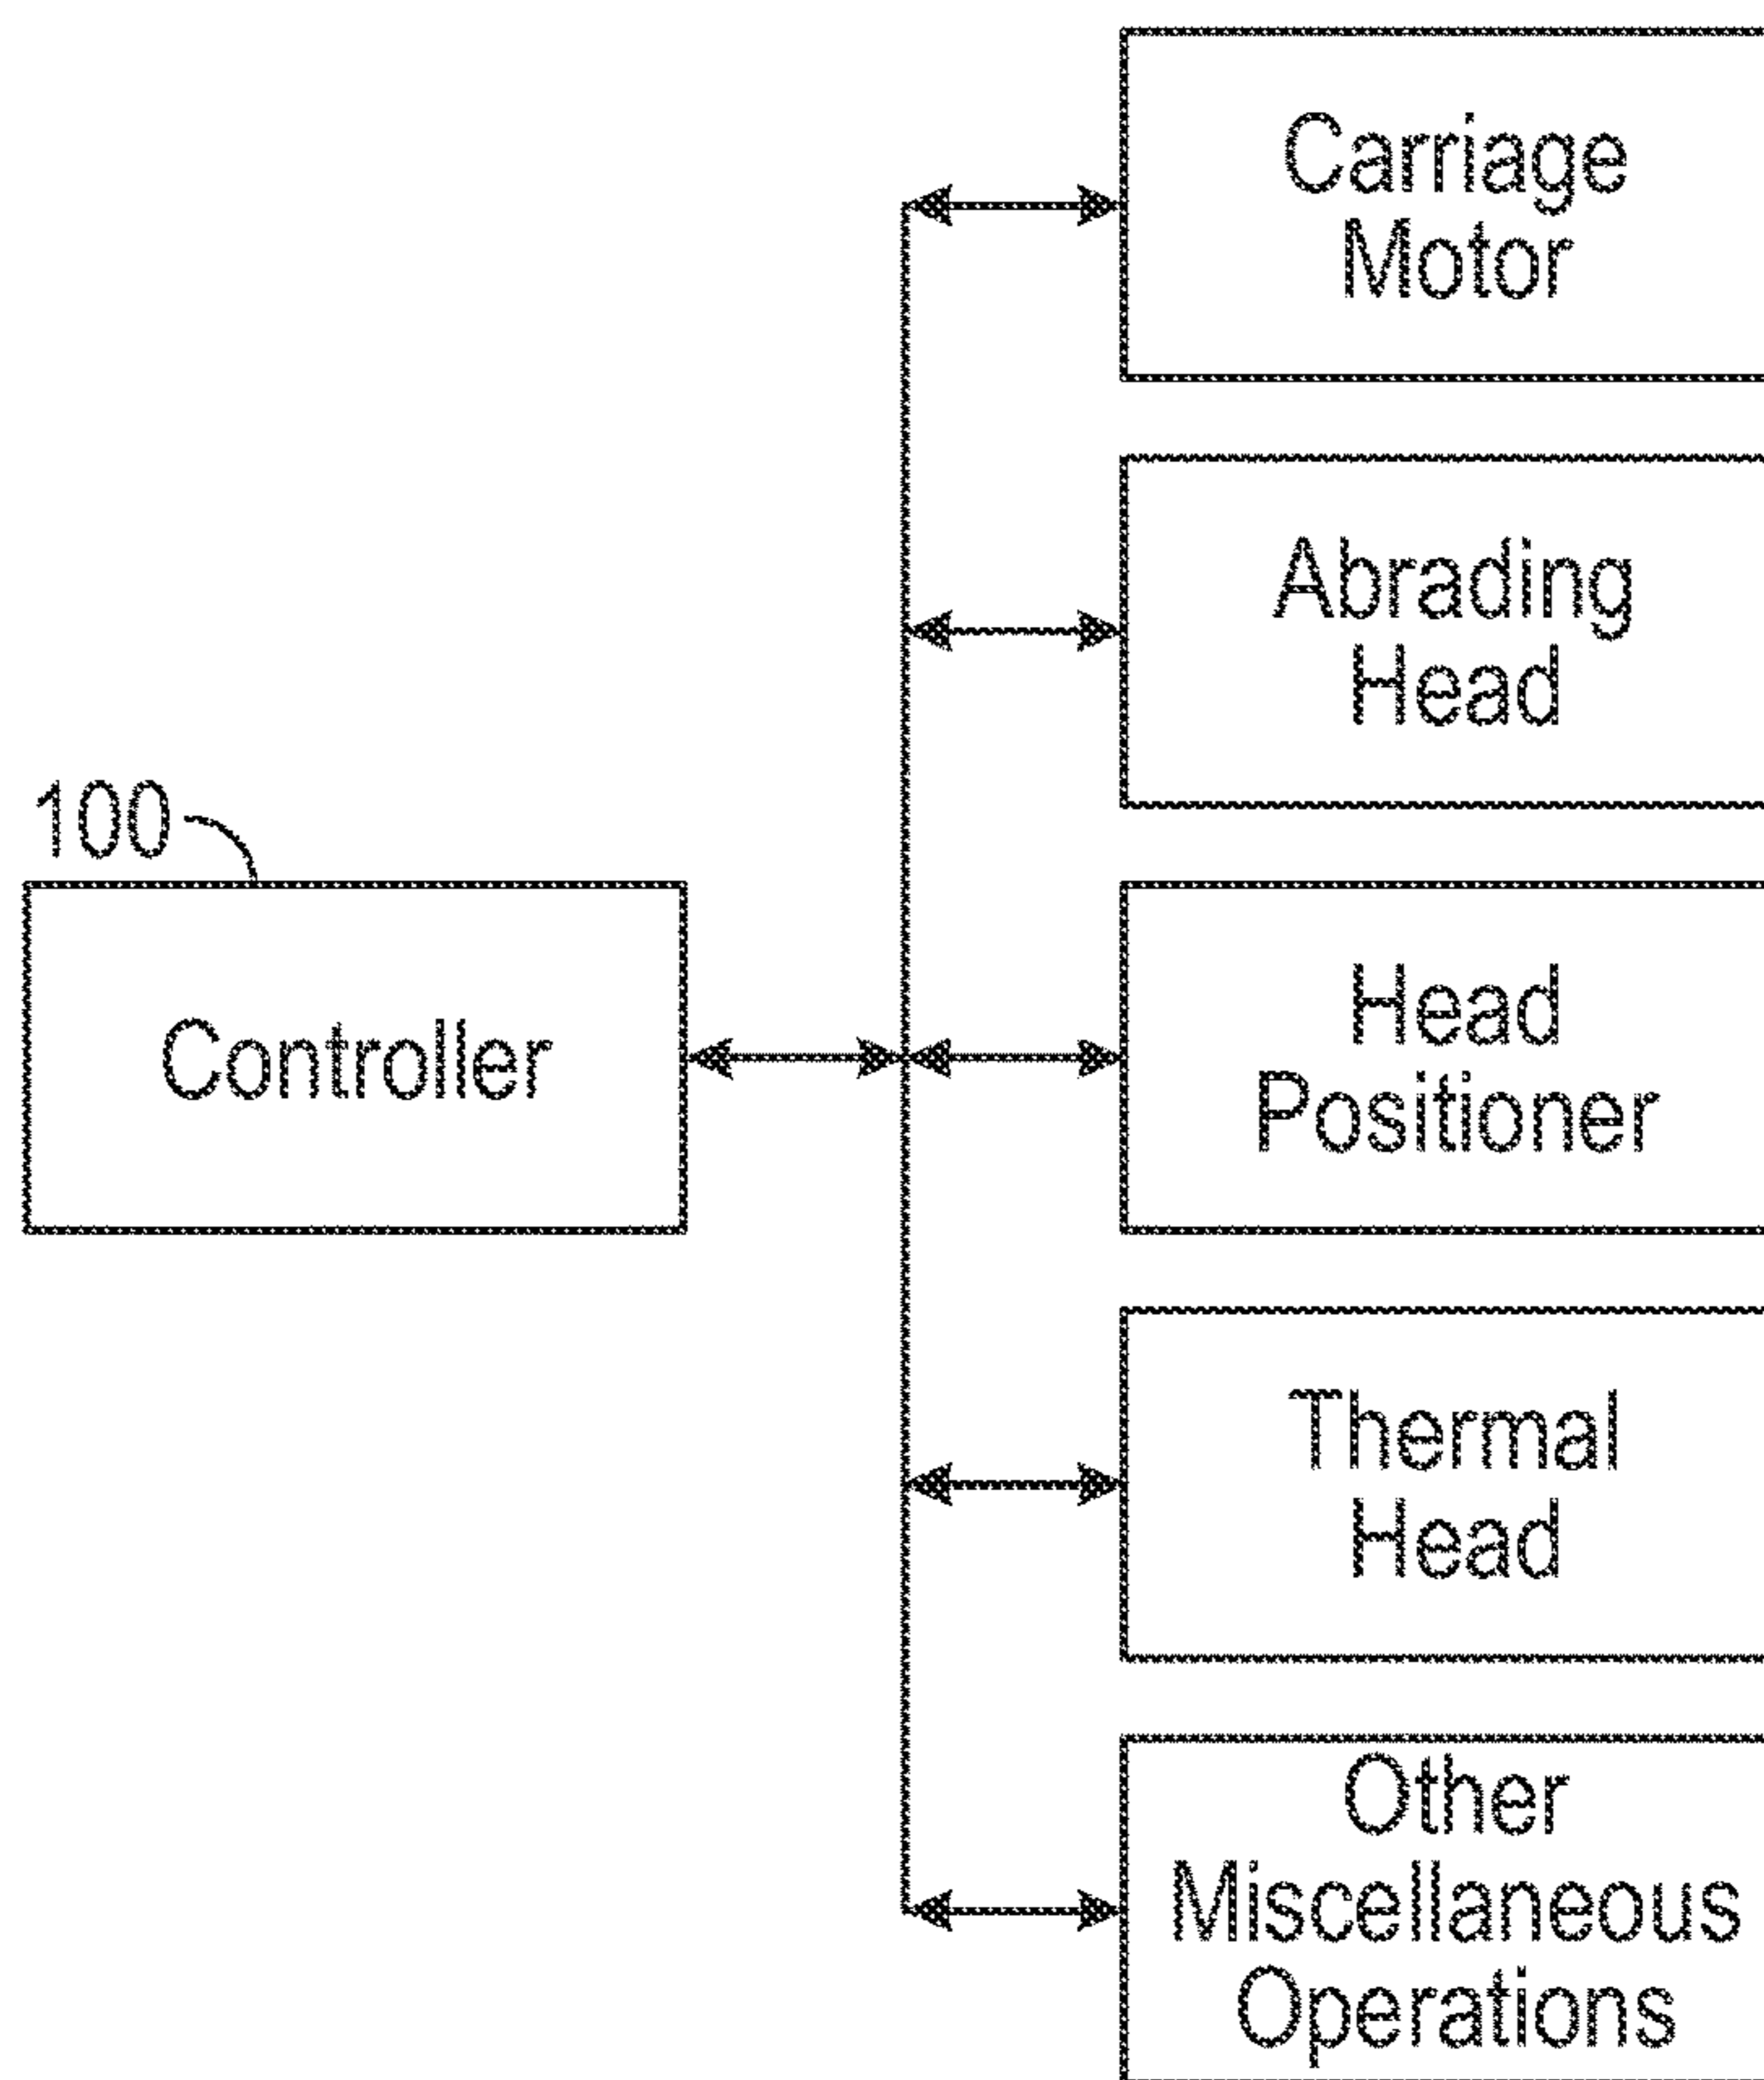 Carriage
Motor
Abrading
Head
100
Controller
Head
Positioner
Thermal
Head
Other
Miscellaneous
Operations